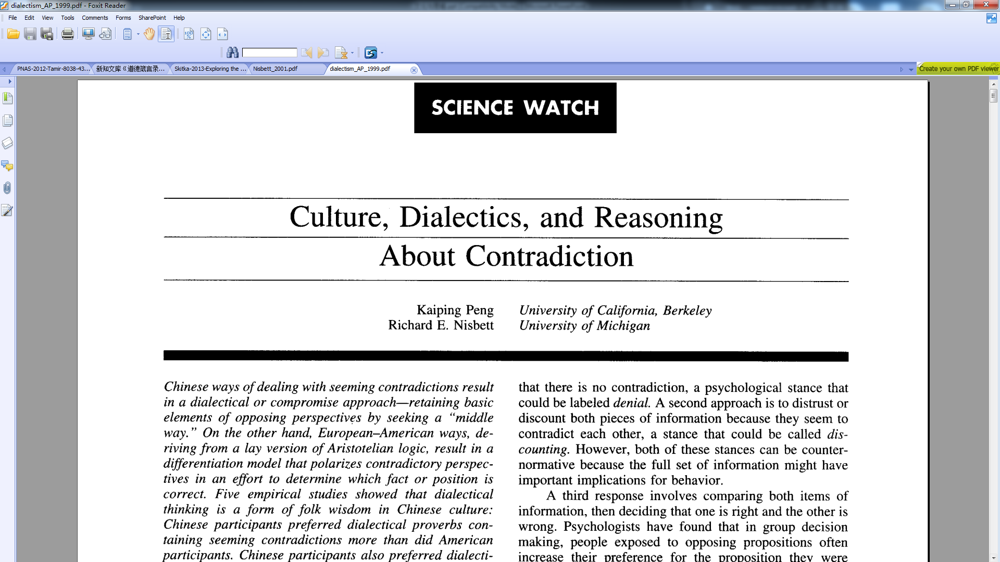 dialectism_AP_1999.pdf - Foxit Reader
File Edit View Tools Comments Forms SharePoint Help
PNAS-2012-Tamir-8038-43... 新知文库《道德箴言录... Skitka-2013-Exploring the ... Nisbett_2001.pdf dialectism_AP_1999.pdf
Create your own PDF viewer
SCIENCE WATCH
Culture, Dialectics, and Reasoning
About Contradiction
Kaiping Peng University of California, Berkeley
Richard E. Nisbett University of Michigan
Chinese ways of dealing with seeming contradictions result
in a dialectical or compromise approach—retaining basic
elements of opposing perspectives by seeking a “middle
way.” On the other hand, European–American ways, de-
riving from a lay version of Aristotelian logic, result in a
differentiation model that polarizes contradictory perspec-
tives in an effort to determine which fact or position is
correct. Five empirical studies showed that dialectical
thinking is a form of folk wisdom in Chinese culture:
Chinese participants preferred dialectical proverbs con-
taining seeming contradictions more than did American
participants. Chinese participants also preferred dialecti-
that there is no contradiction, a psychological stance that
could be labeled denial. A second approach is to distrust or
discount both pieces of information because they seem to
contradict each other, a stance that could be called dis-
counting. However, both of these stances can be counter-
normative because the full set of information might have
important implications for behavior.
A third response involves comparing both items of
information, then deciding that one is right and the other is
wrong. Psychologists have found that in group decision
making, people exposed to opposing propositions often
increase their preference for the proposition they were